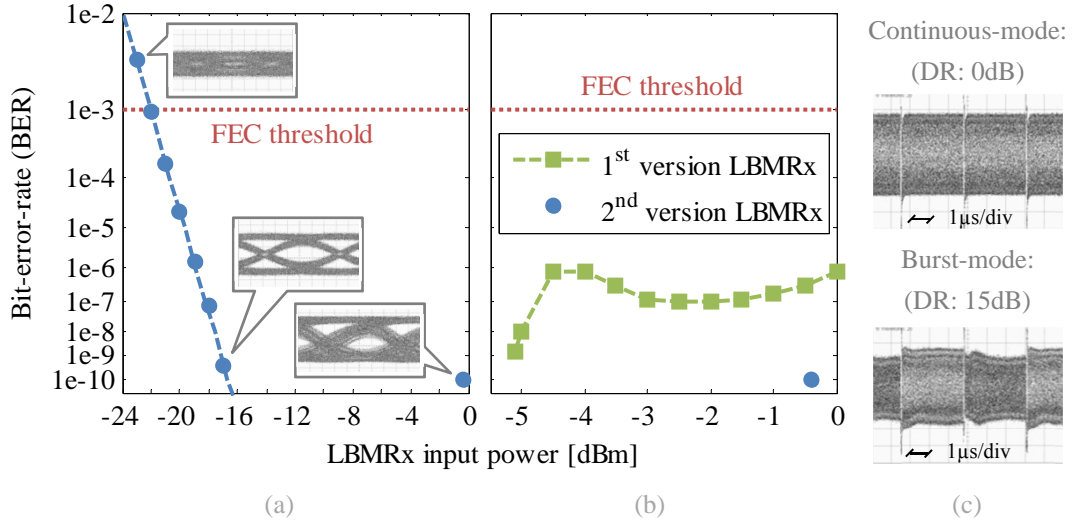 1e-2
1e-3
1e-4
1e-5
1e-6
1e-7
1e-8
1e-9
1e-10
Bit-error-rate (BER)
FEC threshold
-24 -20 -16 -12 -8 -4 0
FEC threshold
1st version LBMRx
2nd version LBMRx
-5 -4 -3 -2 -1 0
LBMRx input power [dBm]
Continuous-mode:
(DR: 0dB)
1µs/div
Burst-mode:
(DR: 15dB)
1µs/div
(a) (b) (c)